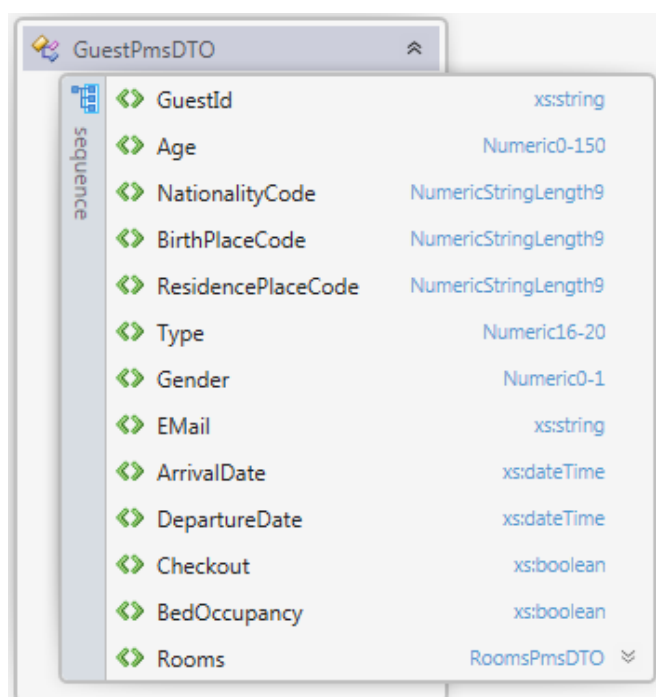 GuestPmsDTO
sequence
GuestId xs:string
Age Numeric0-150
NationalityCode NumericStringLength9
BirthPlaceCode NumericStringLength9
ResidencePlaceCode NumericStringLength9
Type Numeric16-20
Gender Numeric0-1
EMail xs:string
ArrivalDate xs:dateTime
DepartureDate xs:dateTime
Checkout xs:boolean
BedOccupancy xs:boolean
Rooms RoomsPmsDTO